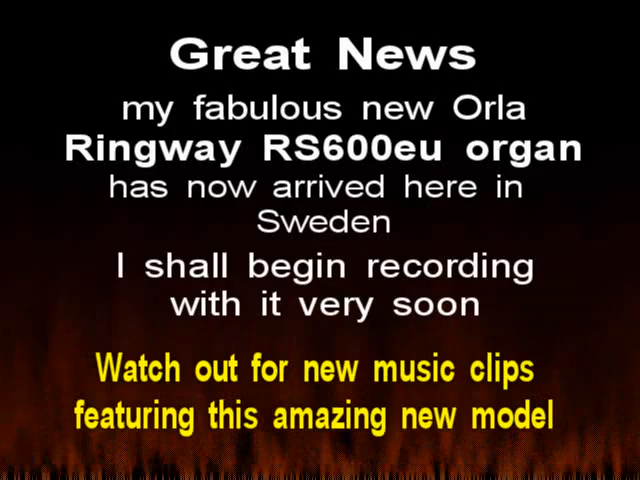 Great News
my fabulous new Orla
Ringway RS600eu organ
has now arrived here in
Sweden
I shall begin recording
with it very soon
Watch out for new music clips
featuring this amazing new model